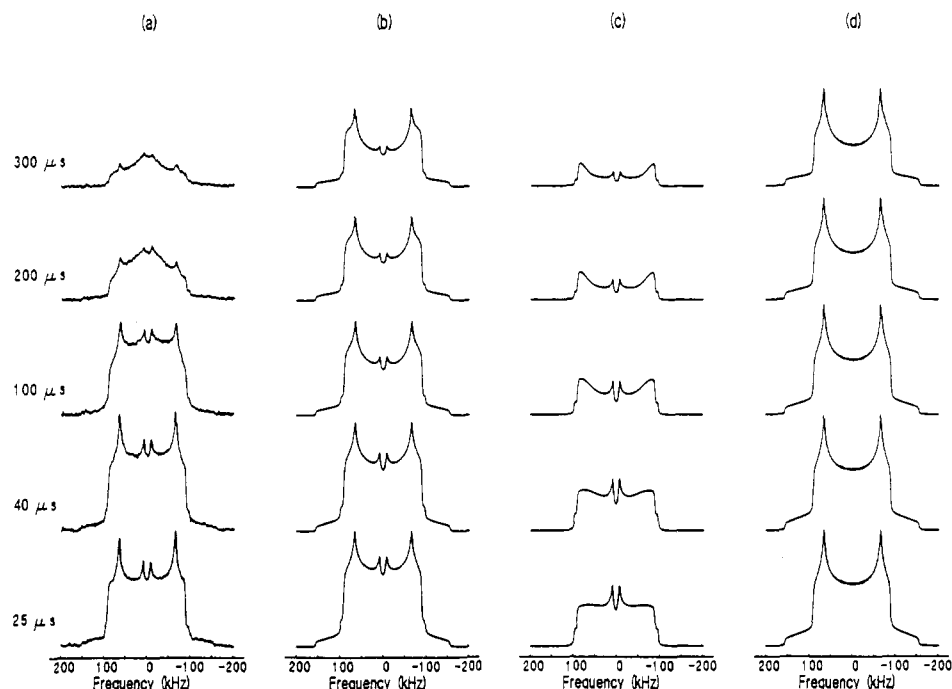 (a) (b) (c) (d)
300 μs
200 μs
100 μs
40 μs
25 μs
200 100 0 -100 -200 200 100 0 -100 -200 200 100 0 -100 -200 200 100 0 -100 -200
Frequency (kHz) Frequency (kHz) Frequency (kHz) Frequency (kHz)